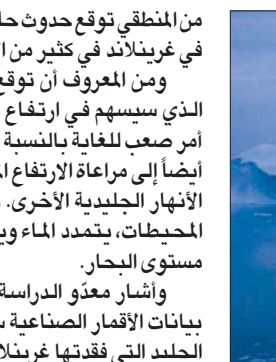 من المنطقي توقع حدوث حا
في غرينلاند في كثير من ا
ومن المعروف أن توقع
الذي سيسهم في ارتفاع
أمر صعب للغاية بالنسبة
أيضاً إلى مراعاة الارتفاع ا
الأنهار الجليدية الأخرى.
المحيطات، يتمدد الماء وي
مستوى البحار.
وأشار معدّو الدراسة
بيانات الأقمار الصناعية
الجليد التي فقدتها غرينلا